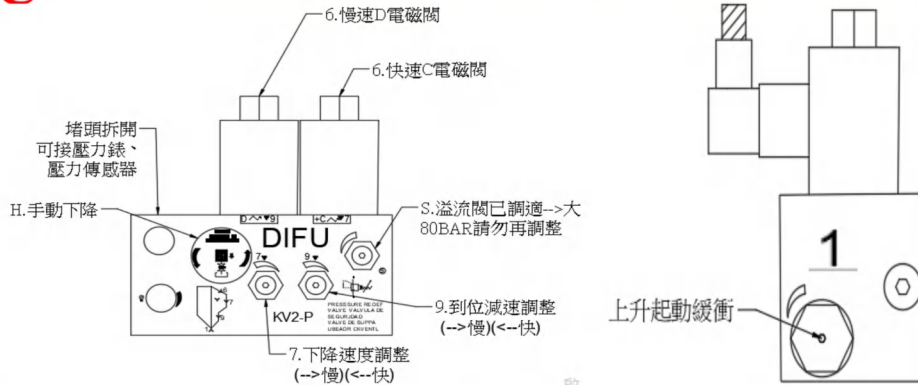 6.慢速D電磁閥
6.快速C電磁閥
堵頭拆開
可接壓力錶、
壓力傳感器
H.手動下降
S.溢流閥已調適-->大
80BAR請勿再調整
DIFU
7
9
KV2-P
9.到位減速調整
(-->慢)(<--快)
7.下降速度調整
(-->慢)(<--快)
1
上升起動緩衝